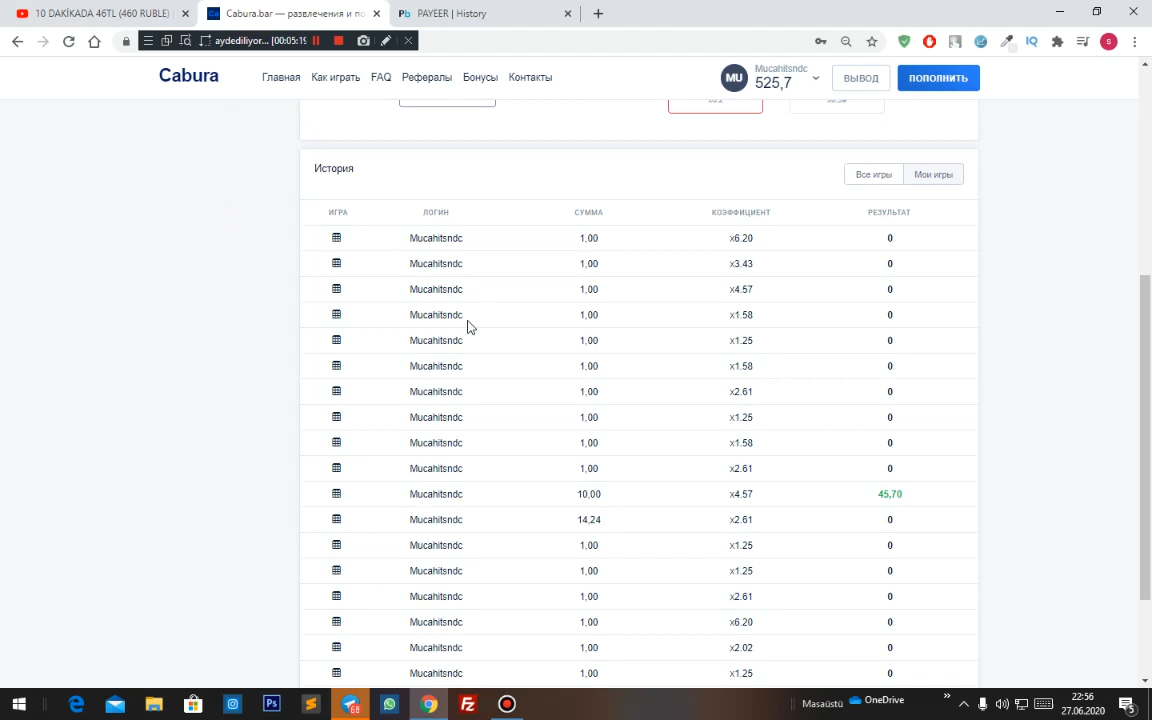 10 DAKİKADA 46TL (460 RUBLE)
Cabura.bar — развлечения и по
PAYEER | History
aydediliyor... [00:05:19
Cabura
Главная Как играть FAQ Рефералы Бонусы Контакты
MU
Mucahitsndc
525,7
ВЫВОД
ПОПОЛНИТЬ
История
Все игры Мои игры
ИГРА ЛОГИН СУММА КОЭФФИЦИЕНТ РЕЗУЛЬТАТ
Mucahitsndc 1,00 x6.20 0
Mucahitsndc 1,00 x3.43 0
Mucahitsndc 1,00 x4.57 0
Mucahitsndc 1,00 x1.58 0
Mucahitsndc 1,00 x1.25 0
Mucahitsndc 1,00 x1.58 0
Mucahitsndc 1,00 x2.61 0
Mucahitsndc 1,00 x1.25 0
Mucahitsndc 1,00 x1.58 0
Mucahitsndc 1,00 x2.61 0
Mucahitsndc 10,00 x4.57 45,70
Mucahitsndc 14,24 x2.61 0
Mucahitsndc 1,00 x1.25 0
Mucahitsndc 1,00 x1.25 0
Mucahitsndc 1,00 x2.61 0
Mucahitsndc 1,00 x6.20 0
Mucahitsndc 1,00 x2.02 0
Mucahitsndc 1,00 x1.25 0
Masaüstü OneDrive
22:56
27.06.2020